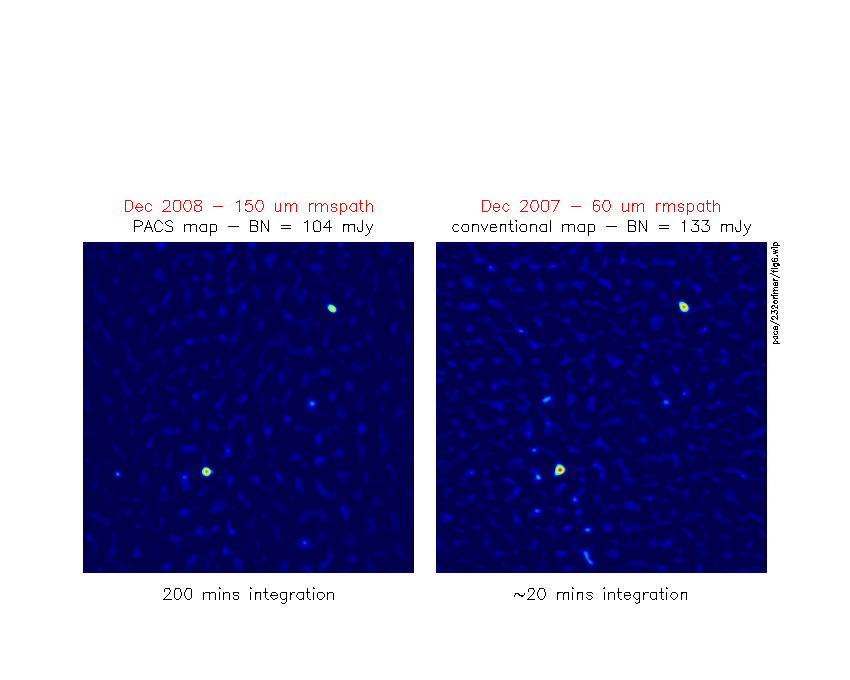 Dec 2008 – 150 um rmspath
PACS map – BN = 104 mJy
Dec 2007 – 60 um rmspath
conventional map – BN = 133 mJy
200 mins integration
~20 mins integration